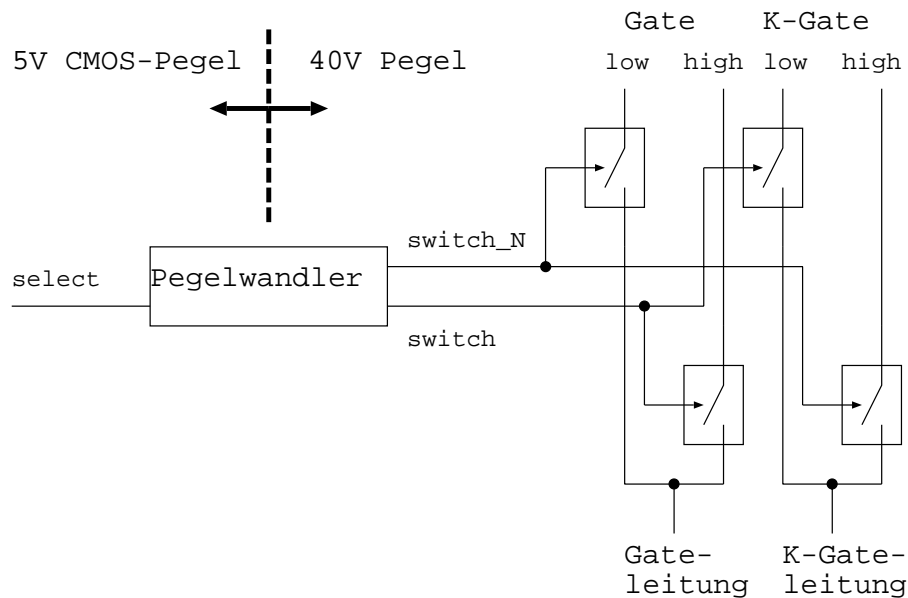 Gate K-Gate
5V CMOS-Pegel 40V Pegel
low high low high
switch_N
select Pegelwandler
switch
Gate-
leitung
K-Gate-
leitung